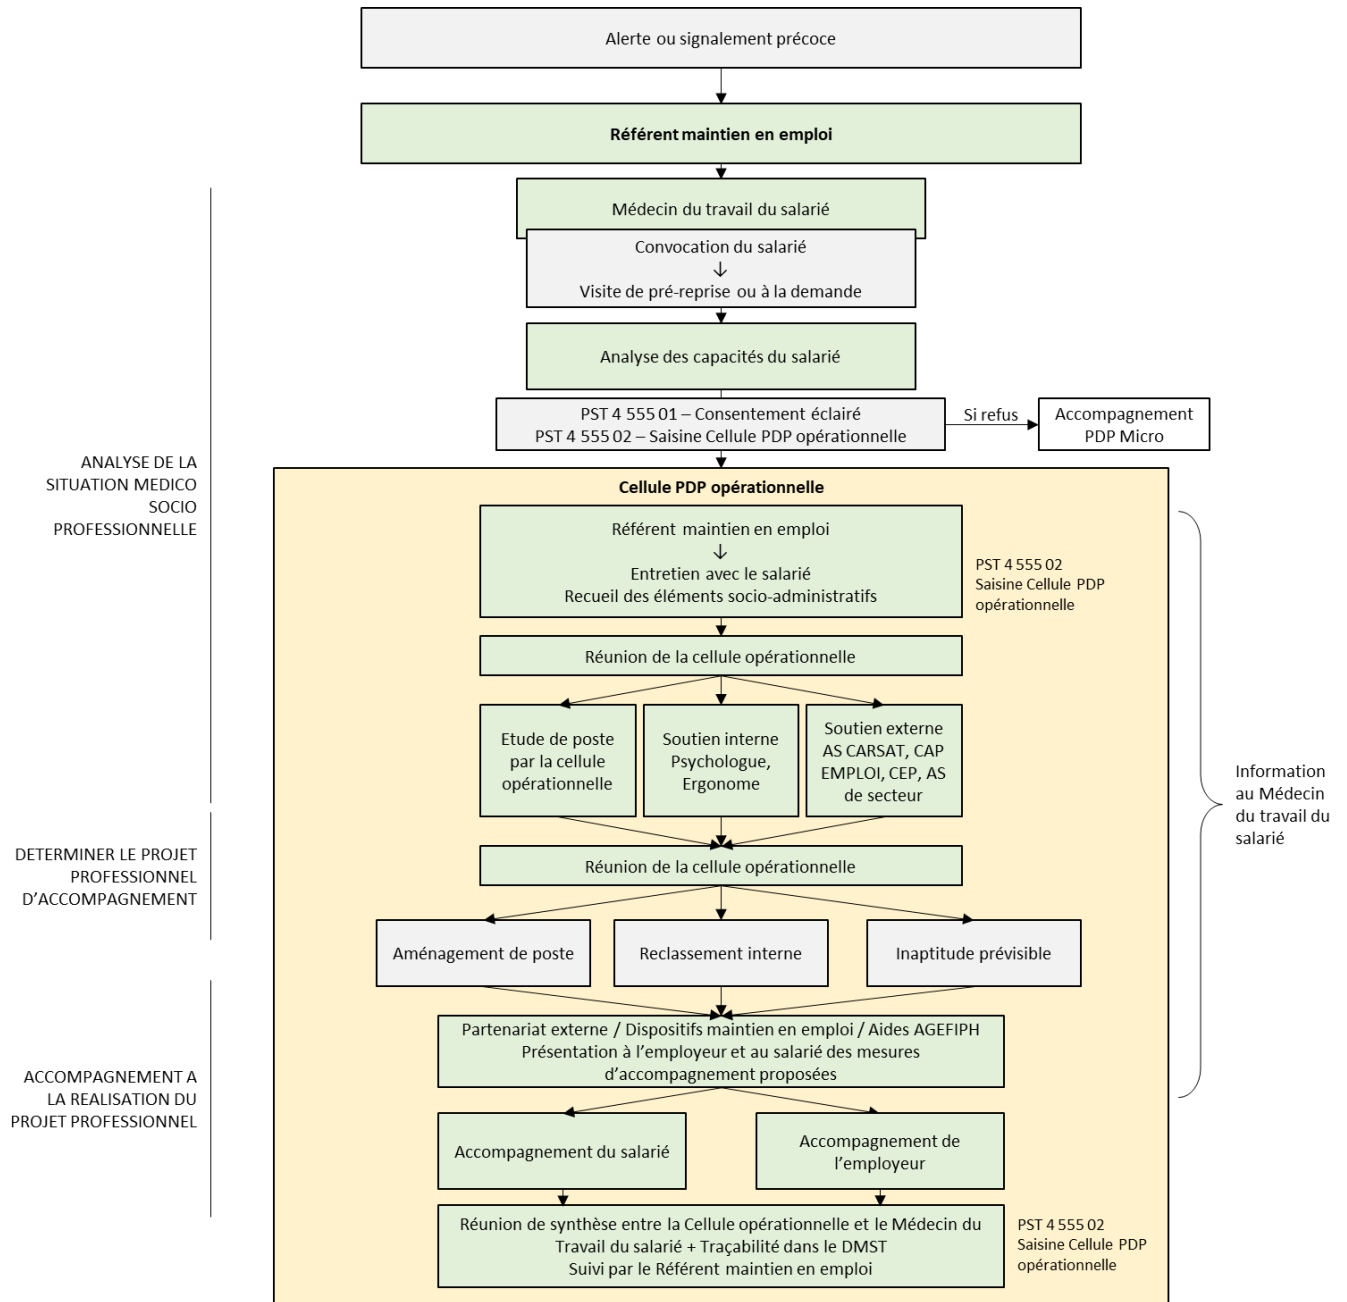 Alerte ou signalement précoce
Référent maintien en emploi
Médecin du travail du salarié
Convocation du salarié
↓
Visite de pré-reprise ou à la demande
Analyse des capacités du salarié
PST 4 555 01 – Consentement éclairé
PST 4 555 02 – Saisine Cellule PDP opérationnelle
Si refus
Accompagnement
PDP Micro
ANALYSE DE LA
SITUATION MEDICO
SOCIO
PROFESSIONNELLE
Cellule PDP opérationnelle
Référent maintien en emploi
↓
Entretien avec le salarié
Recueil des éléments socio-administratifs
PST 4 555 02
Saisine Cellule PDP
opérationnelle
Réunion de la cellule opérationnelle
Etude de poste
par la cellule
opérationnelle
Soutien interne
Psychologue,
Ergonome
Soutien externe
AS CARSAT, CAP
EMPLOI, CEP, AS
de secteur
Information
au Médecin
du travail du
salarié
DETERMINER LE PROJET
PROFESSIONNEL
D’ACCOMPAGNEMENT
Réunion de la cellule opérationnelle
Aménagement de poste
Reclassement interne
Inaptitude prévisible
ACCOMPAGNEMENT A
LA REALISATION DU
PROJET PROFESSIONNEL
Partenariat externe / Dispositifs maintien en emploi / Aides AGEFIPH
Présentation à l’employeur et au salarié des mesures
d’accompagnement proposées
Accompagnement du salarié
Accompagnement de
l’employeur
Réunion de synthèse entre la Cellule opérationnelle et le Médecin du
Travail du salarié + Traçabilité dans le DMST
Suivi par le Référent maintien en emploi
PST 4 555 02
Saisine Cellule PDP
opérationnelle